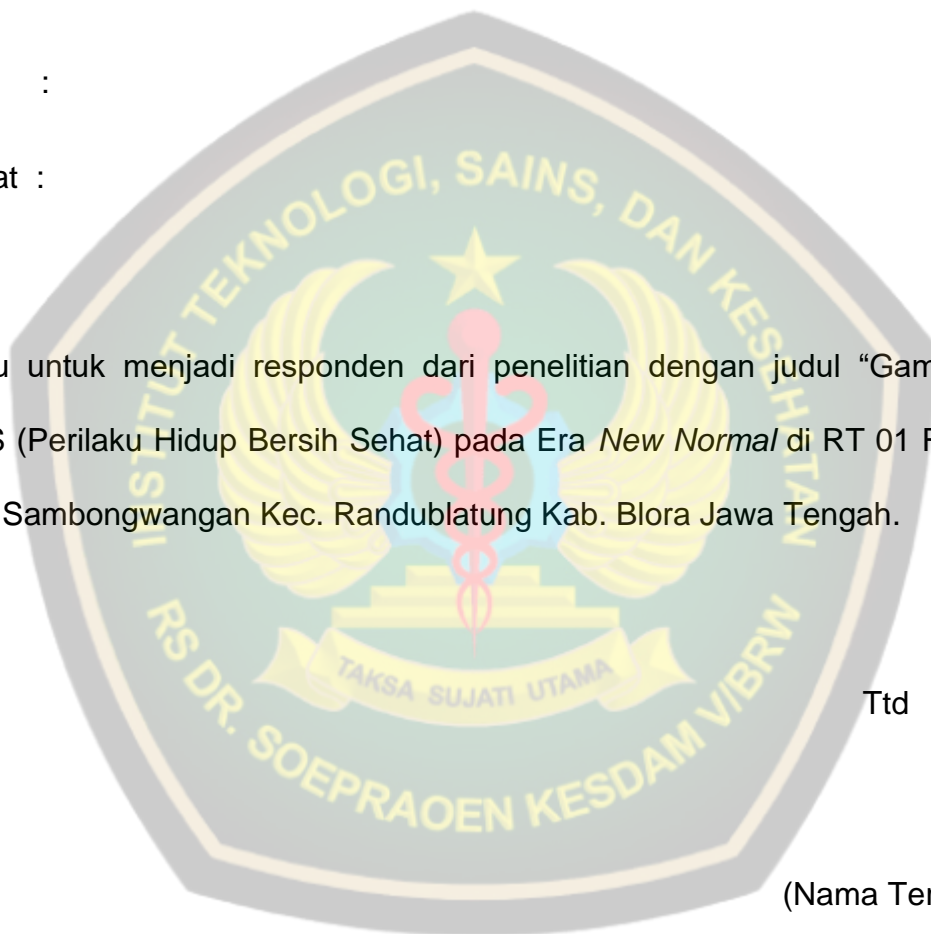 :
at :
u untuk menjadi responden dari penelitian dengan judul “Gam
S (Perilaku Hidup Bersih Sehat) pada Era New Normal di RT 01 R
Sambongwangan Kec. Randublatung Kab. Blora Jawa Tengah.
Ttd
(Nama Ter
INSTITUT TEKNOLOGI, SAINS, DAN KESEHATAN
TAKSA SUJATI UTAMA
RS DR. SOEPRAOEN KESDAM V/BRW